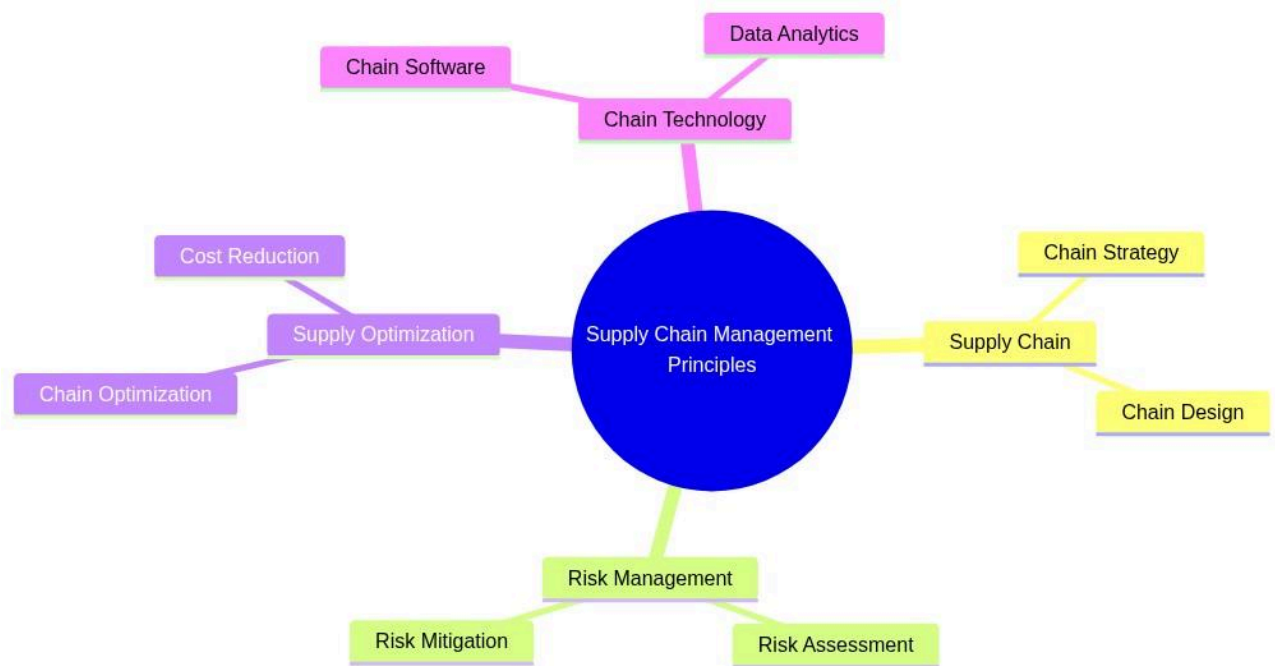 Data Analytics
Chain Software
Chain Technology
Cost Reduction
Chain Strategy
Supply Optimization
Supply Chain Management
Principles
Supply Chain
Chain Optimization
Chain Design
Risk Management
Risk Mitigation
Risk Assessment